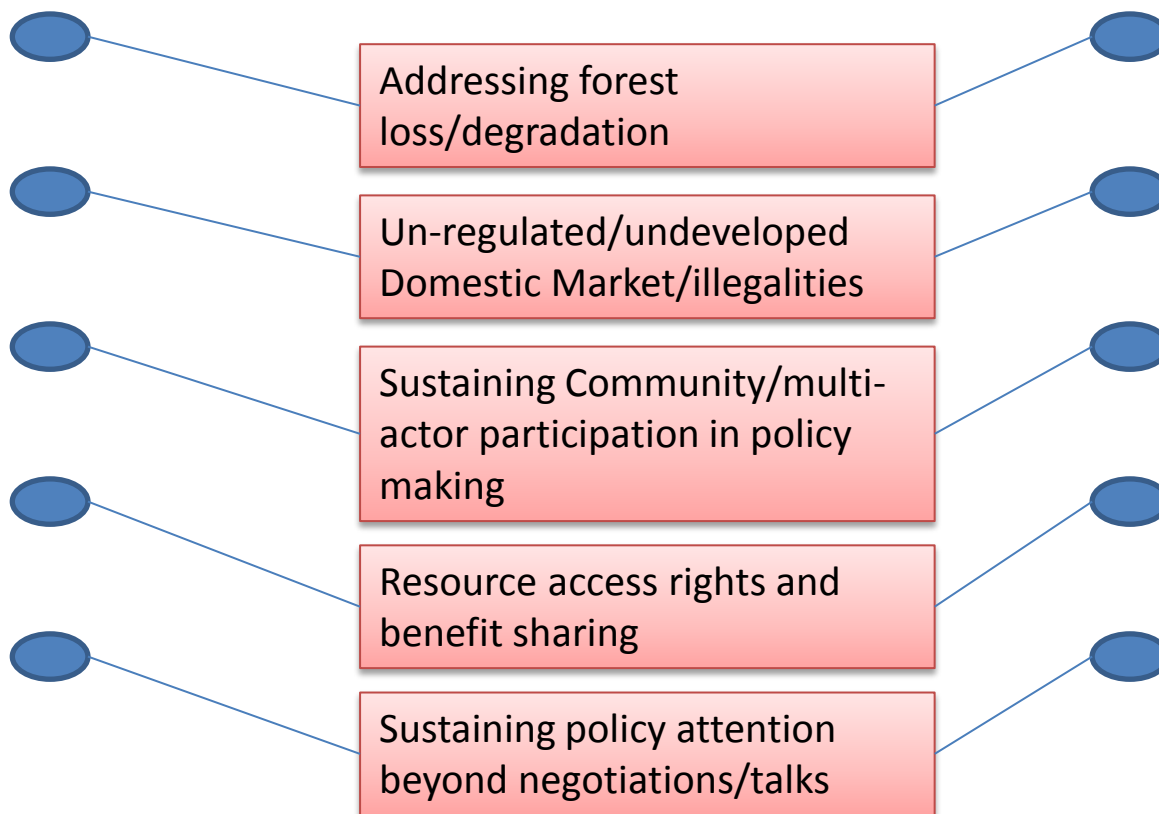 Addressing forest
loss/degradation
Un-regulated/undeveloped
Domestic Market/illegalities
Sustaining Community/multi-
actor participation in policy
making
Resource access rights and
benefit sharing
Sustaining policy attention
beyond negotiations/talks